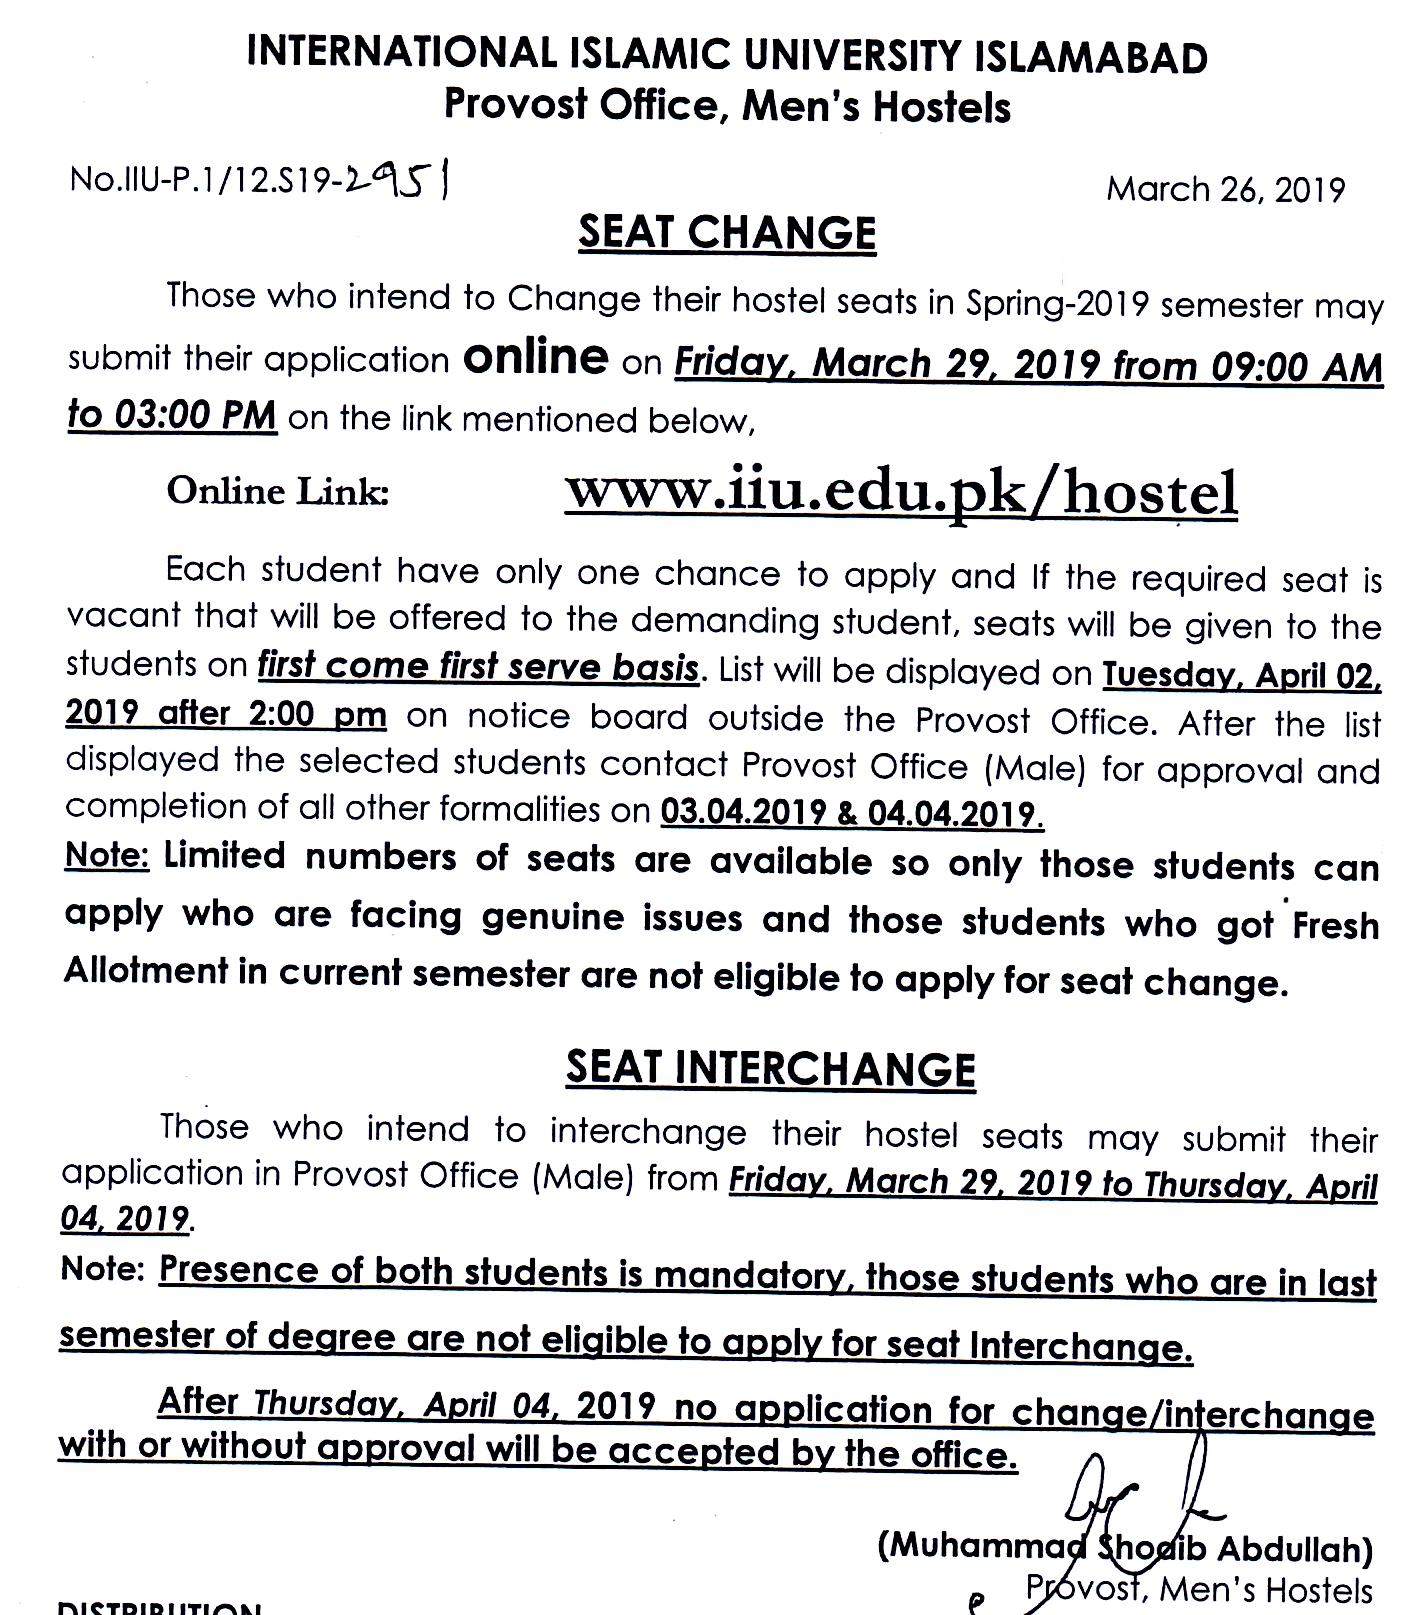 INTERNATIONAL ISLAMIC UNIVERSITY ISLAMABAD
Provost Office, Men's Hostels
No.IIU-P.1/12.S19-2951
March 26, 2019
SEAT CHANGE
Those who intend to Change their hostel seats in Spring-2019 semester may
submit their application online on Friday, March 29, 2019 from 09:00 AM
to 03:00 PM on the link mentioned below,
Online Link: www.iiu.edu.pk/hostel
Each student have only one chance to apply and If the required seat is
vacant that will be offered to the demanding student, seats will be given to the
students on first come first serve basis. List will be displayed on Tuesday, April 02,
2019 after 2:00 pm on notice board outside the Provost Office. After the list
displayed the selected students contact Provost Office (Male) for approval and
completion of all other formalities on 03.04.2019 & 04.04.2019.
Note: Limited numbers of seats are available so only those students can
apply who are facing genuine issues and those students who got Fresh
Allotment in current semester are not eligible to apply for seat change.
SEAT INTERCHANGE
Those who intend to interchange their hostel seats may submit their
application in Provost Office (Male) from Friday, March 29, 2019 to Thursday, April
04, 2019.
Note: Presence of both students is mandatory, those students who are in last
semester of degree are not eligible to apply for seat Interchange.
After Thursday, April 04, 2019 no application for change/interchange
with or without approval will be accepted by the office.
(Muhammad Shoaib Abdullah)
Provost, Men's Hostels
DISTRIBUTION